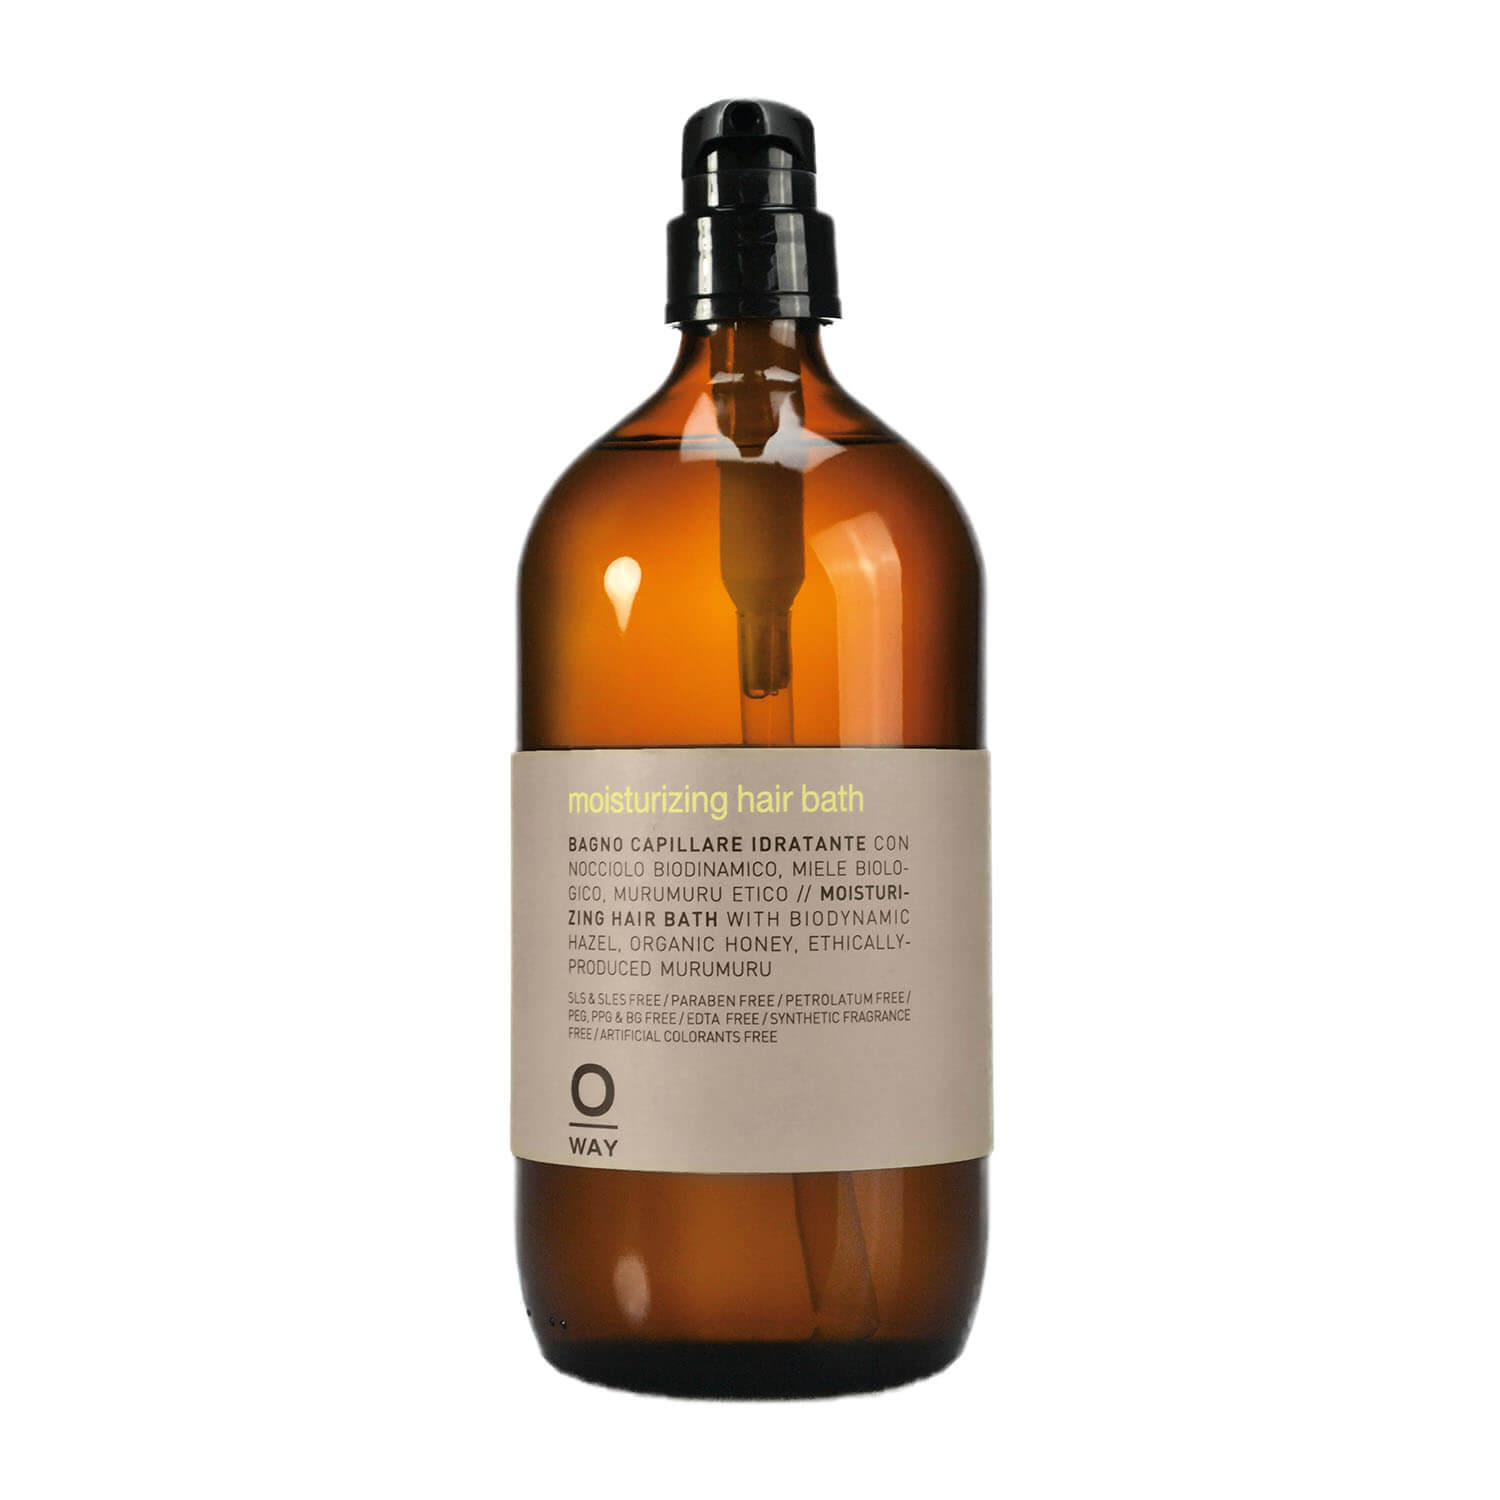 moisturizing hair bath
BAGNO CAPILLARE IDRATANTE CON
NOCCIOLO BIODINAMICO, MIELE BIOLO-
GICO, MURUMURU ETICO // MOISTURI-
ZING HAIR BATH WITH BIODYNAMIC
HAZEL, ORGANIC HONEY, ETHICALLY-
PRODUCED MURUMURU
SLS & SLES FREE / PARABEN FREE / PETROLATUM FREE /
PEG, PPG & BG FREE / EDTA FREE / SYNTHETIC FRAGRANCE
FREE / ARTIFICIAL COLORANTS FREE
O
WAY